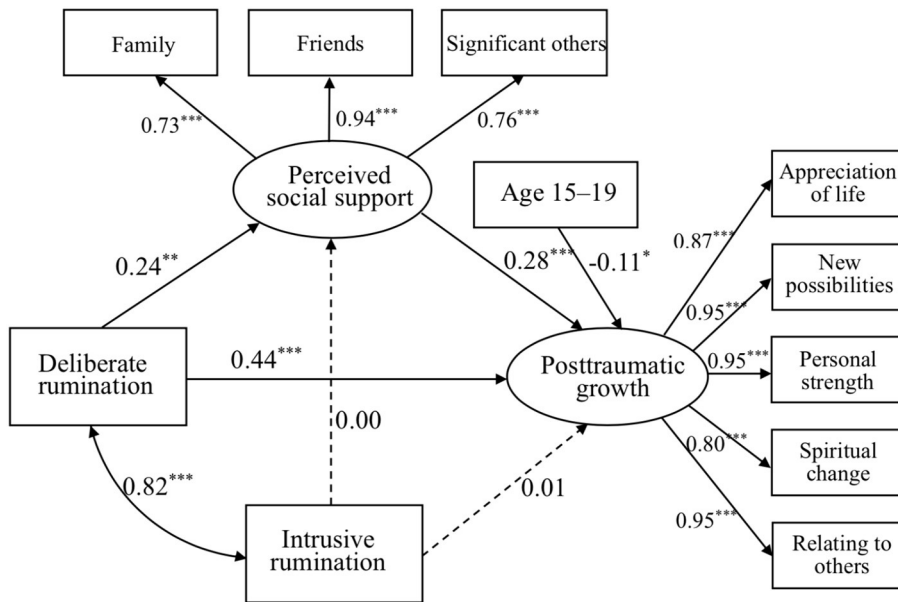 Family
Friends
Significant others
0.73***
0.94***
0.76***
Perceived
social support
Age 15–19
Appreciation
of life
0.24**
0.28***
-0.11*
0.87***
New
possibilities
0.95***
Deliberate
rumination
0.44***
Posttraumatic
growth
0.95***
Personal
strength
0.00
0.80***
Spiritual
change
0.82***
0.01
0.95***
Intrusive
rumination
Relating to
others